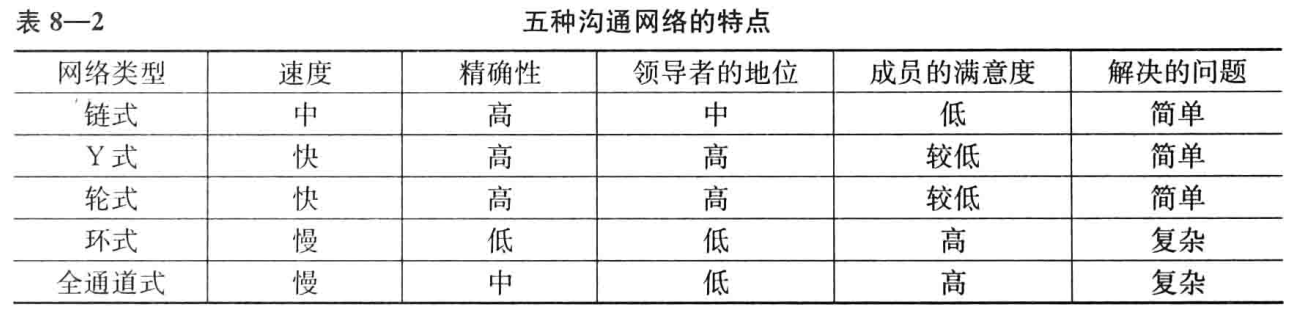 表 8—2 五种沟通网络的特点
网络类型 速度 精确性 领导者的地位 成员的满意度 解决的问题
链式 中 高 中 低 简单
Y 式 快 高 高 较低 简单
轮式 快 高 高 较低 简单
环式 慢 低 低 高 复杂
全通道式 慢 中 低 高 复杂